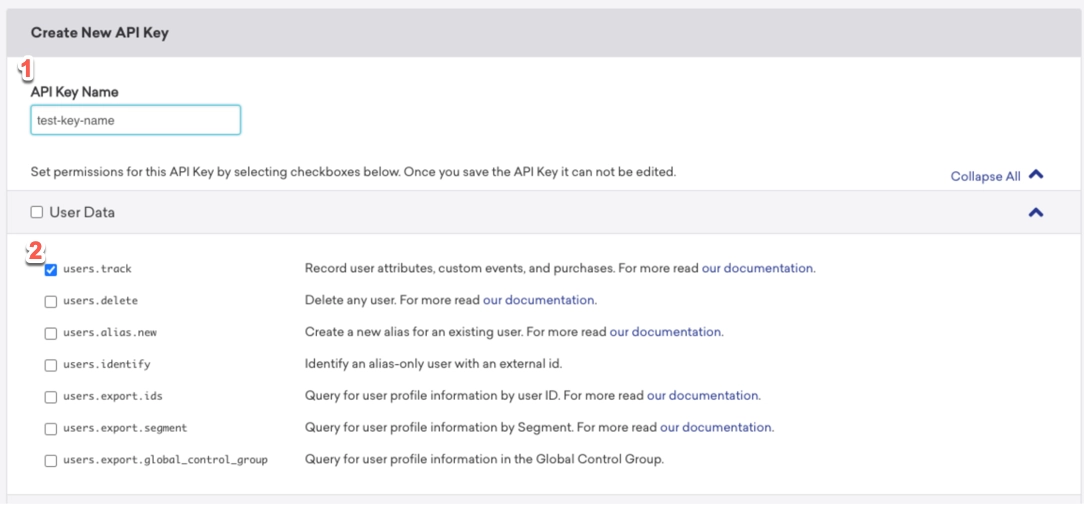 Create New API Key
1
API Key Name
test-key-name
Set permissions for this API Key by selecting checkboxes below. Once you save the API Key it can not be edited.
Collapse All
User Data
2
users.track Record user attributes, custom events, and purchases. For more read our documentation.
users.delete Delete any user. For more read our documentation.
users.alias.new Create a new alias for an existing user. For more read our documentation.
users.identify Identify an alias-only user with an external id.
users.export.ids Query for user profile information by user ID. For more read our documentation.
users.export.segment Query for user profile information by Segment. For more read our documentation.
users.export.global_control_group Query for user profile information in the Global Control Group.